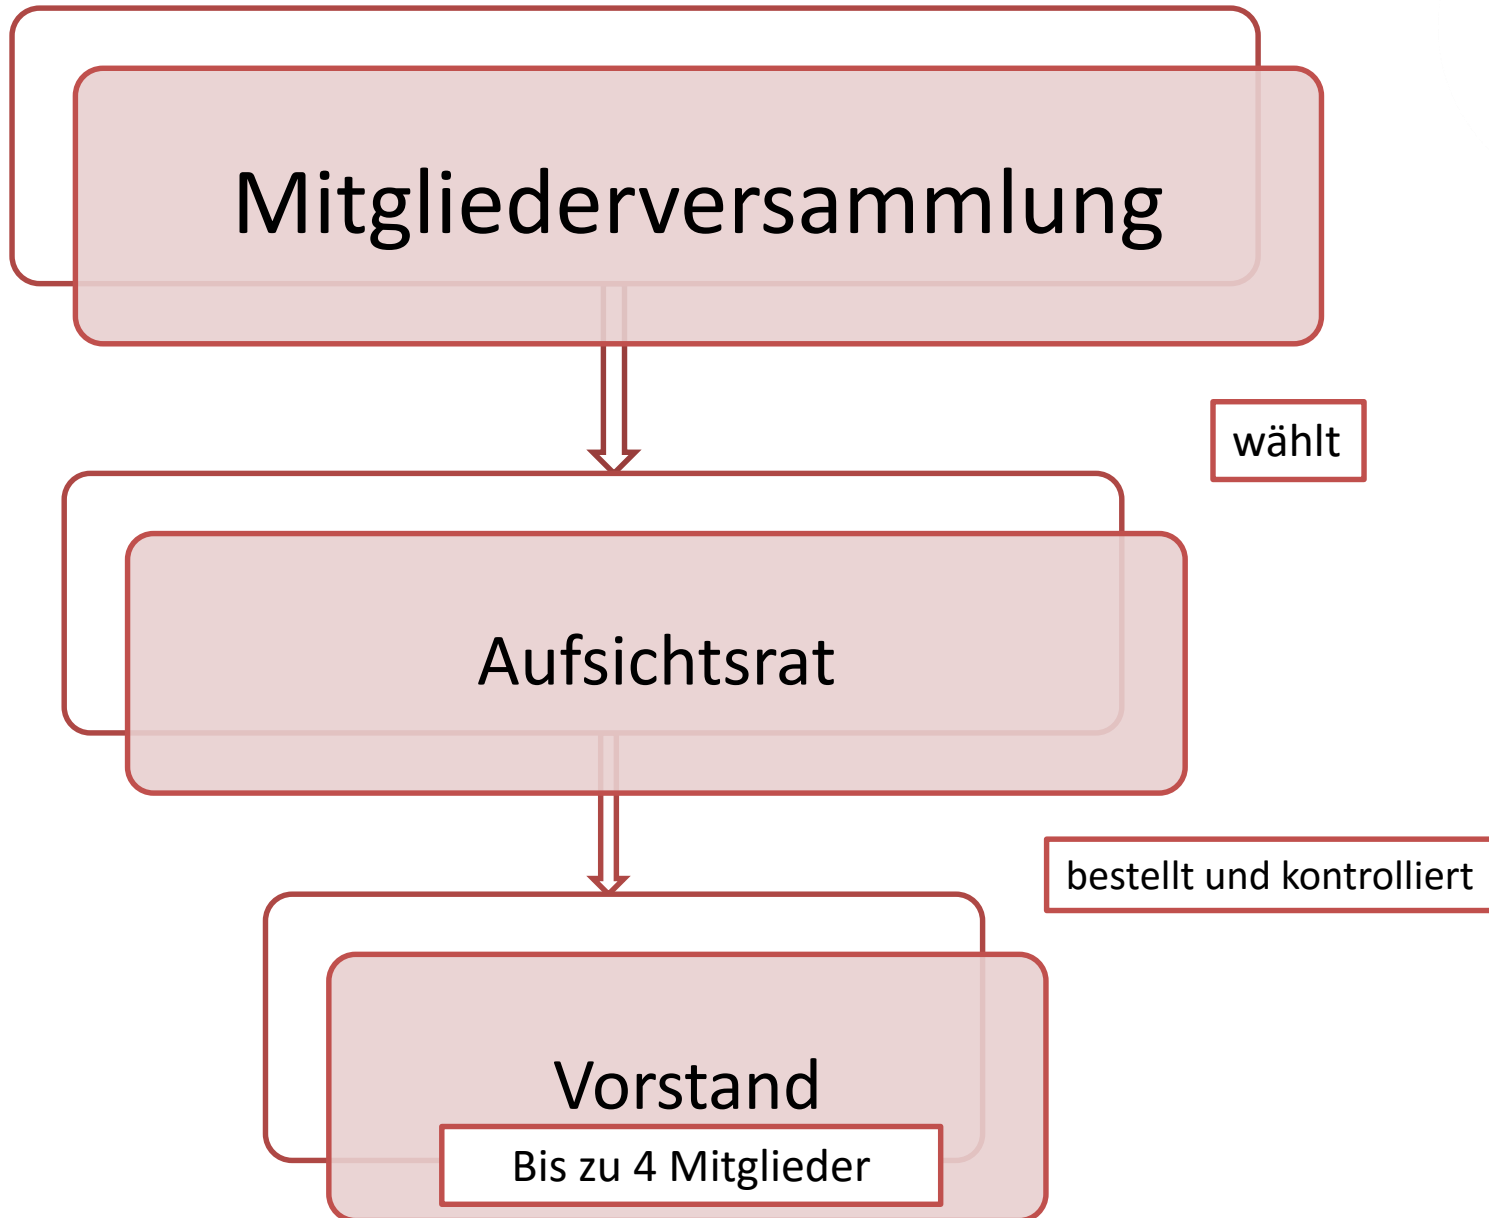 Mitgliederversammlung
wählt
Aufsichtsrat
bestellt und kontrolliert
Vorstand
Bis zu 4 Mitglieder